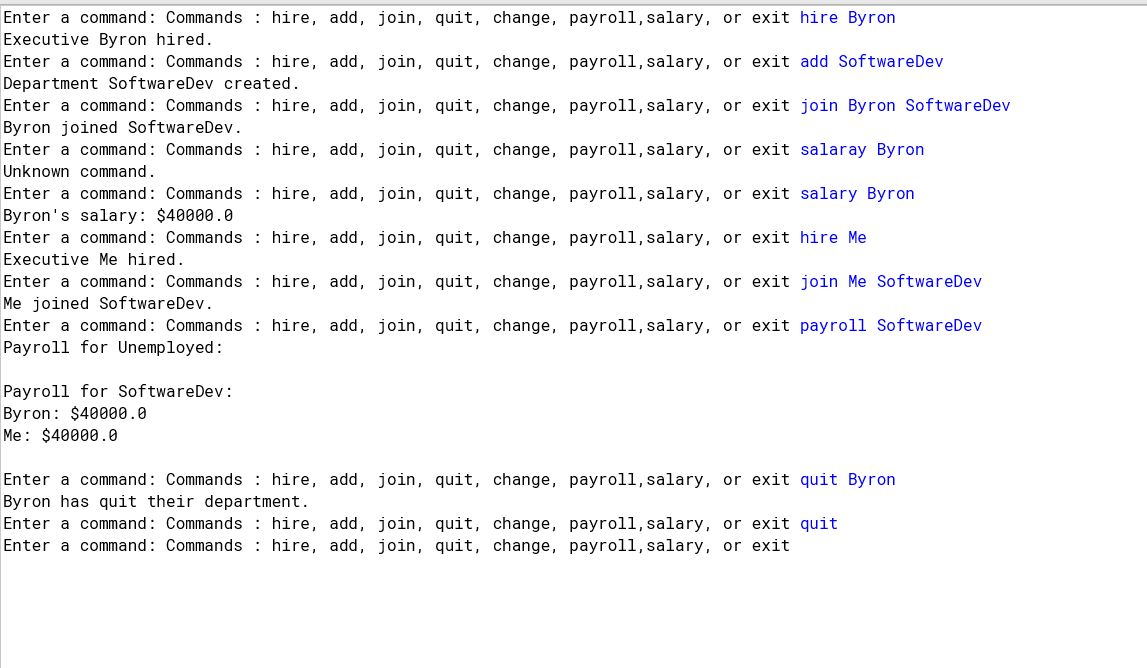 Enter a command: Commands : hire, add, join, quit, change, payroll,salary, or exit hire Byron
Executive Byron hired.
Enter a command: Commands : hire, add, join, quit, change, payroll,salary, or exit add SoftwareDev
Department SoftwareDev created.
Enter a command: Commands : hire, add, join, quit, change, payroll,salary, or exit join Byron SoftwareDev
Byron joined SoftwareDev.
Enter a command: Commands : hire, add, join, quit, change, payroll,salary, or exit salaray Byron
Unknown command.
Enter a command: Commands : hire, add, join, quit, change, payroll,salary, or exit salary Byron
Byron's salary: $40000.0
Enter a command: Commands : hire, add, join, quit, change, payroll,salary, or exit hire Me
Executive Me hired.
Enter a command: Commands : hire, add, join, quit, change, payroll,salary, or exit join Me SoftwareDev
Me joined SoftwareDev.
Enter a command: Commands : hire, add, join, quit, change, payroll,salary, or exit payroll SoftwareDev
Payroll for Unemployed:
Payroll for SoftwareDev:
Byron: $40000.0
Me: $40000.0
Enter a command: Commands : hire, add, join, quit, change, payroll,salary, or exit quit Byron
Byron has quit their department.
Enter a command: Commands : hire, add, join, quit, change, payroll,salary, or exit quit
Enter a command: Commands : hire, add, join, quit, change, payroll,salary, or exit